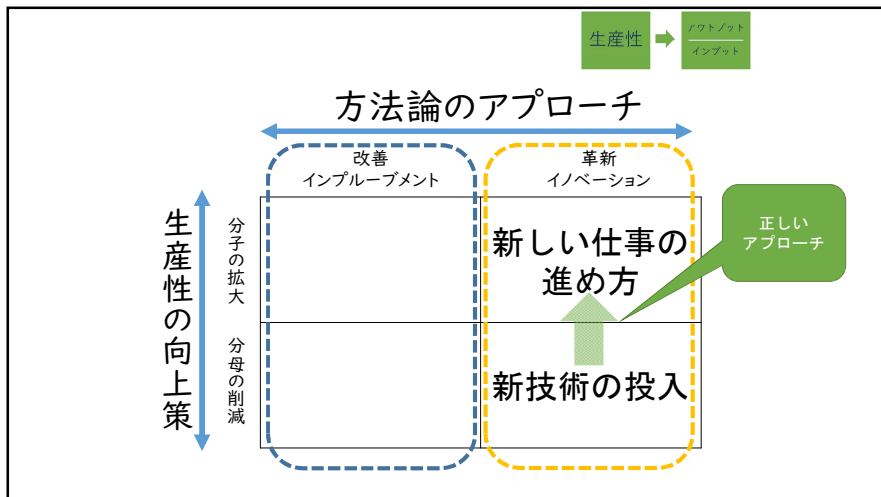 生産性
アウトプット
インプット
方法論のアプローチ
改善
インプルーブメント
革新
イノベーション
生産性の向上策
分子の拡大
新しい仕事の
進め方
正しい
アプローチ
分母の削減
新技術の投入